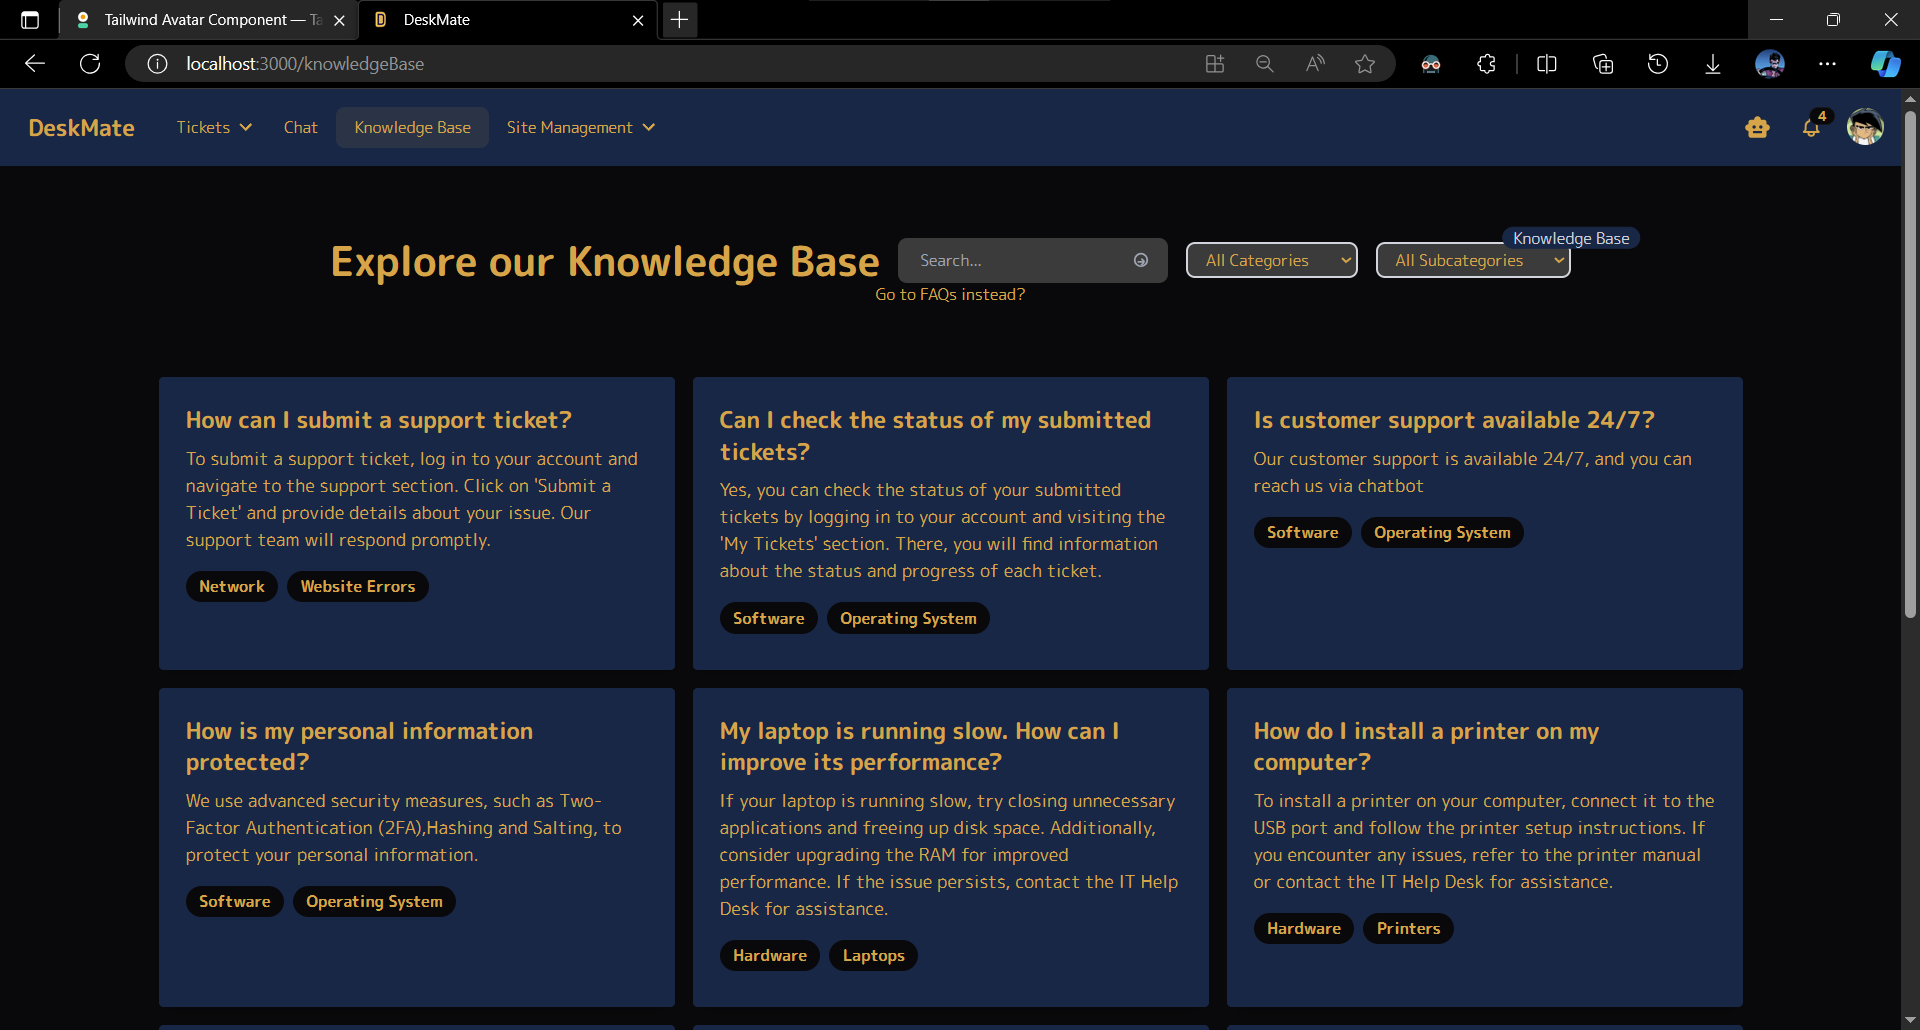 Tailwind Avatar Component — Ta
DeskMate
localhost:3000/knowledgeBase
DeskMate
Tickets
Chat
Knowledge Base
Site Management
4
Explore our Knowledge Base
Search...
All Categories
All Subcategories
Knowledge Base
Go to FAQs instead?
How can I submit a support ticket?
To submit a support ticket, log in to your account and
navigate to the support section. Click on 'Submit a
Ticket' and provide details about your issue. Our
support team will respond promptly.
Network
Website Errors
Can I check the status of my submitted
tickets?
Yes, you can check the status of your submitted
tickets by logging in to your account and visiting the
'My Tickets' section. There, you will find information
about the status and progress of each ticket.
Software
Operating System
Is customer support available 24/7?
Our customer support is available 24/7, and you can
reach us via chatbot
Software
Operating System
How is my personal information
protected?
We use advanced security measures, such as Two-
Factor Authentication (2FA),Hashing and Salting, to
protect your personal information.
Software
Operating System
My laptop is running slow. How can I
improve its performance?
If your laptop is running slow, try closing unnecessary
applications and freeing up disk space. Additionally,
consider upgrading the RAM for improved
performance. If the issue persists, contact the IT Help
Desk for assistance.
Hardware
Laptops
How do I install a printer on my
computer?
To install a printer on your computer, connect it to the
USB port and follow the printer setup instructions. If
you encounter any issues, refer to the printer manual
or contact the IT Help Desk for assistance.
Hardware
Printers